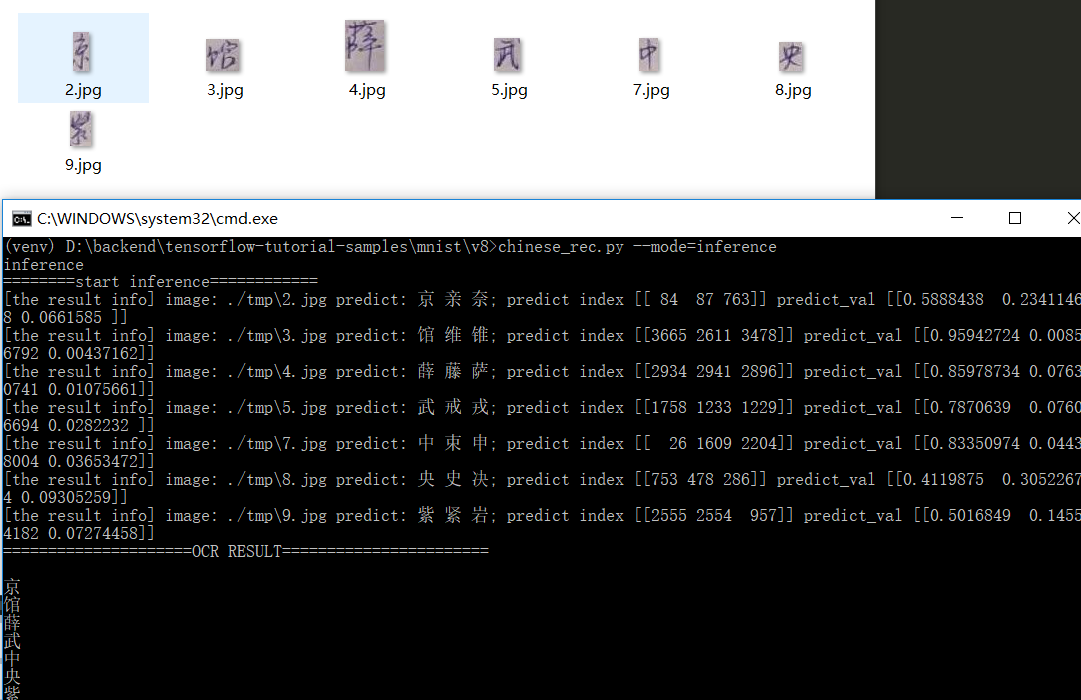 京 馆 薛 武 中 史
2.jpg 3.jpg 4.jpg 5.jpg 7.jpg 8.jpg
紫
9.jpg
C:\WINDOWS\system32\cmd.exe
(venv) D:\backend\tensorflow-tutorial-samples\mnist\v8>chinese_rec.py --mode=inference
inference
========start inference============
[the result info] image: ./tmp\2.jpg predict: 京 亲 奈; predict index [[ 84  87 763]] predict_val [[0.5888438  0.2341146
8 0.0661585 ]]
[the result info] image: ./tmp\3.jpg predict: 馆 维 锥; predict index [[3665 2611 3478]] predict_val [[0.95942724 0.0085
6792 0.00437162]]
[the result info] image: ./tmp\4.jpg predict: 薛 藤 萨; predict index [[2934 2941 2896]] predict_val [[0.85978734 0.0763
0741 0.01075661]]
[the result info] image: ./tmp\5.jpg predict: 武 戒 戎; predict index [[1758 1233 1229]] predict_val [[0.7870639  0.0760
6694 0.0282232 ]]
[the result info] image: ./tmp\7.jpg predict: 中 束 申; predict index [[  26 1609 2204]] predict_val [[0.83350974 0.0443
8004 0.03653472]]
[the result info] image: ./tmp\8.jpg predict: 央 史 决; predict index [[753 478 286]] predict_val [[0.4119875  0.3052267
4 0.09305259]]
[the result info] image: ./tmp\9.jpg predict: 紫 紧 岩; predict index [[2555 2554  957]] predict_val [[0.5016849  0.1455
4182 0.07274458]]
=====================OCR RESULT=======================
京
馆
薛
武
中
央
紫